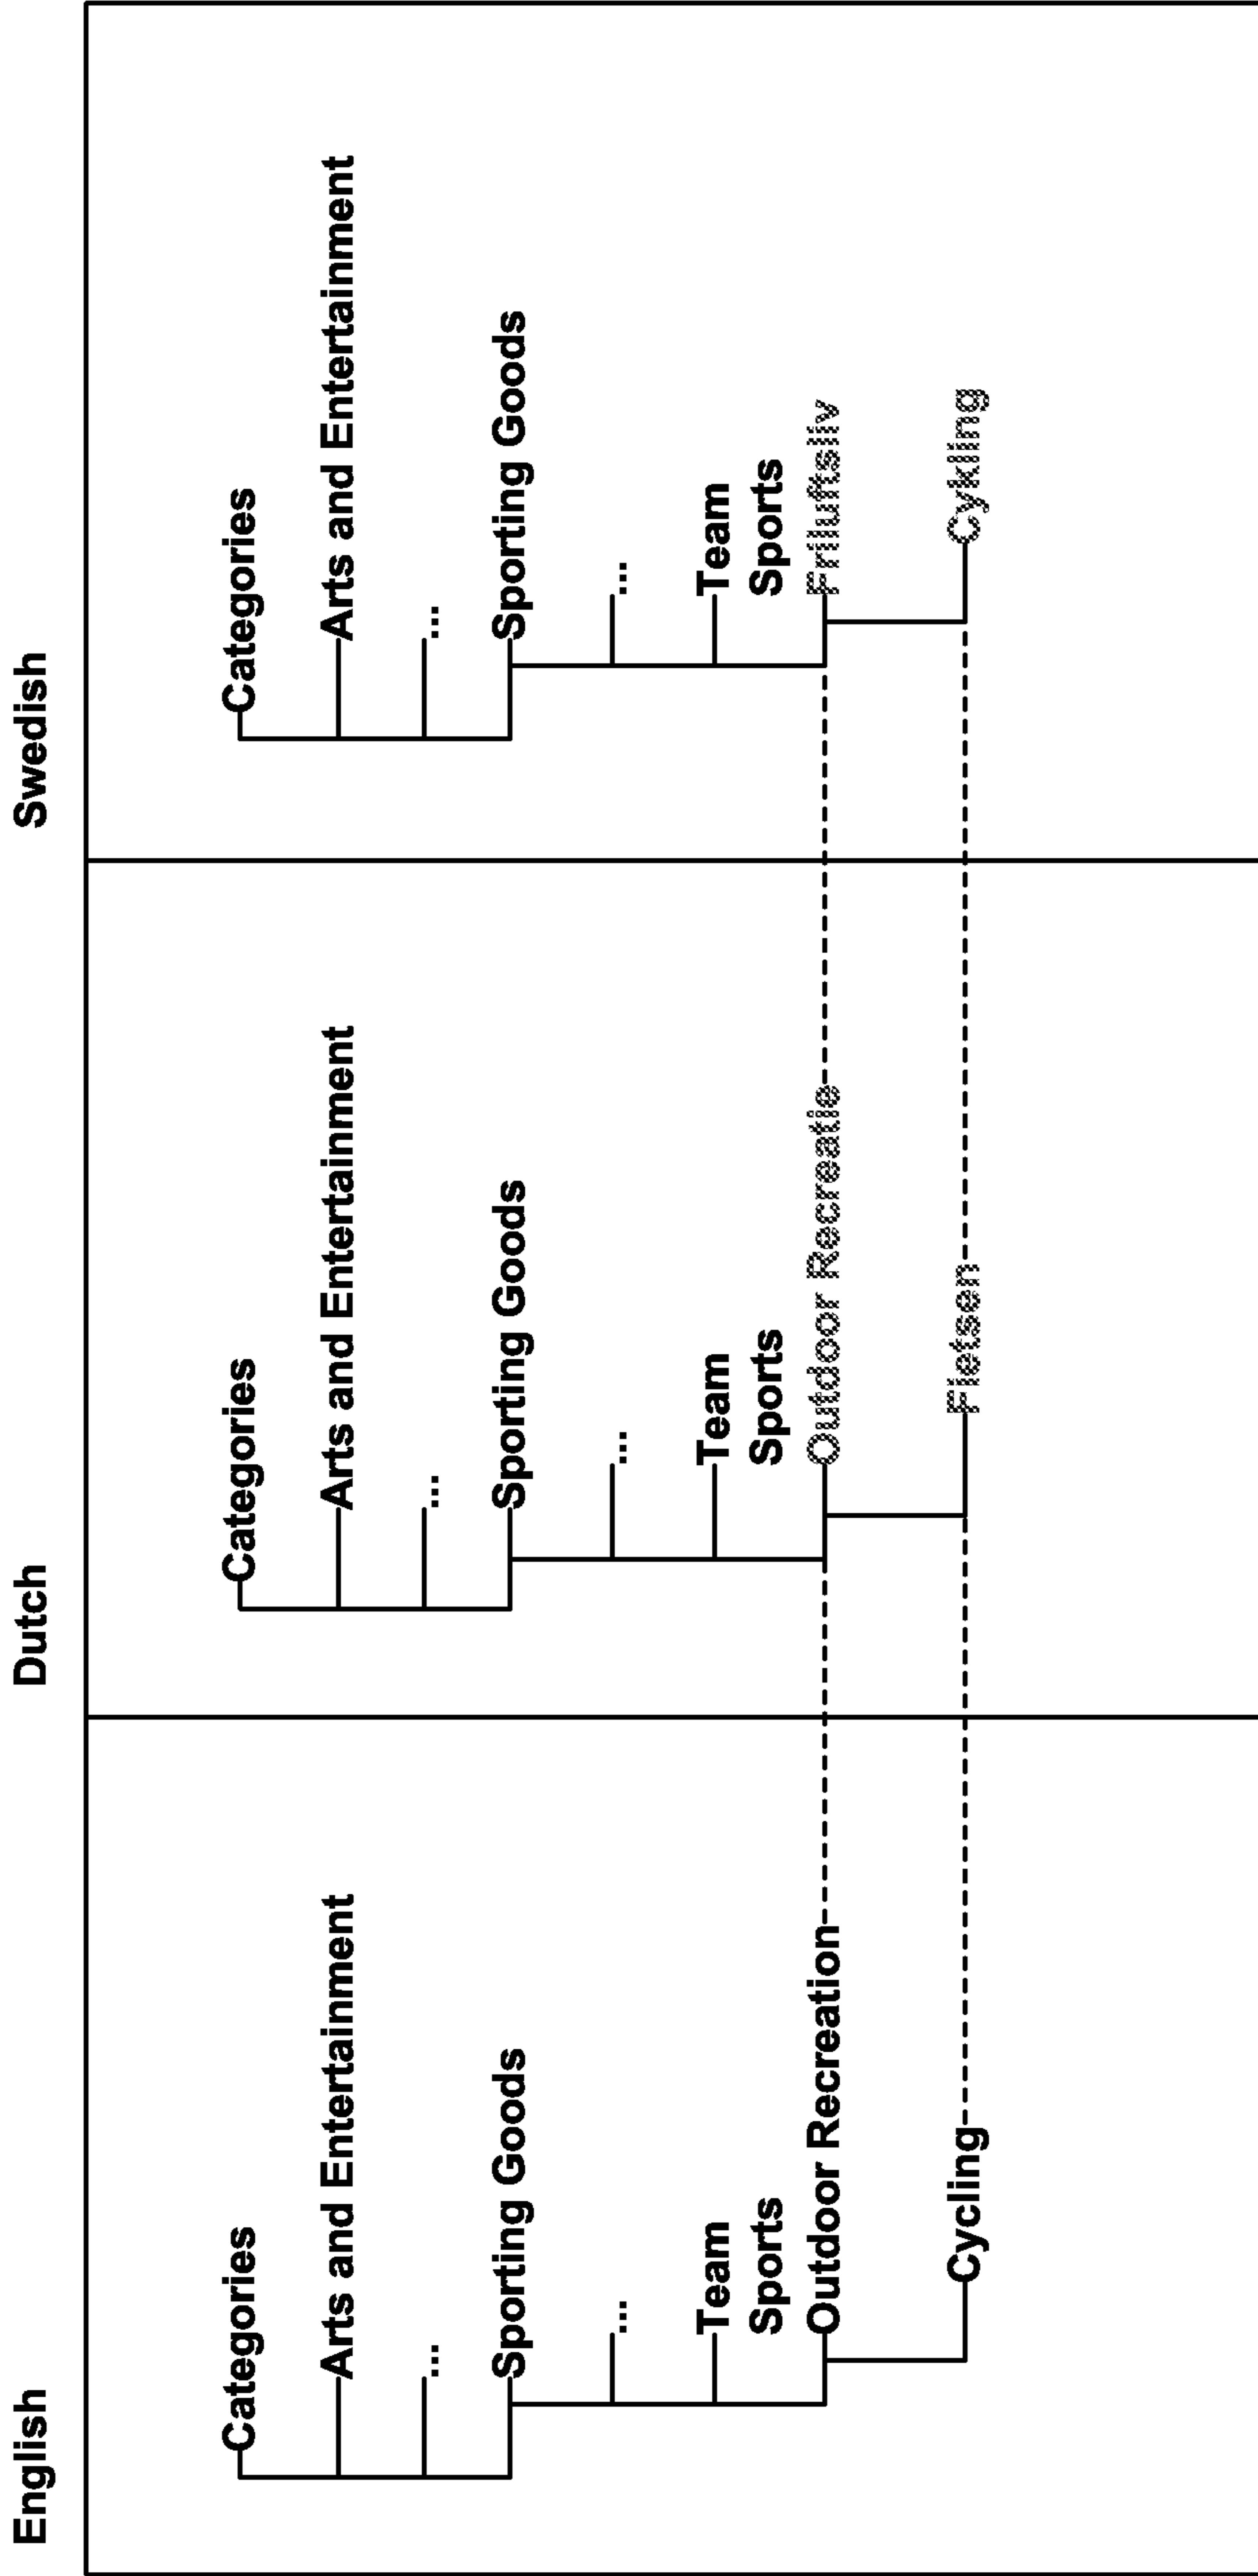 English
Dutch
Swedish
Categories
Arts and Entertainment
...
Sporting Goods
...
Team
Sports
Outdoor Recreation
Cycling
Categories
Arts and Entertainment
...
Sporting Goods
...
Team
Sports
Outdoor Recreatie
Fietsen
Categories
Arts and Entertainment
...
Sporting Goods
...
Team
Sports
Friluftsliv
Cykling